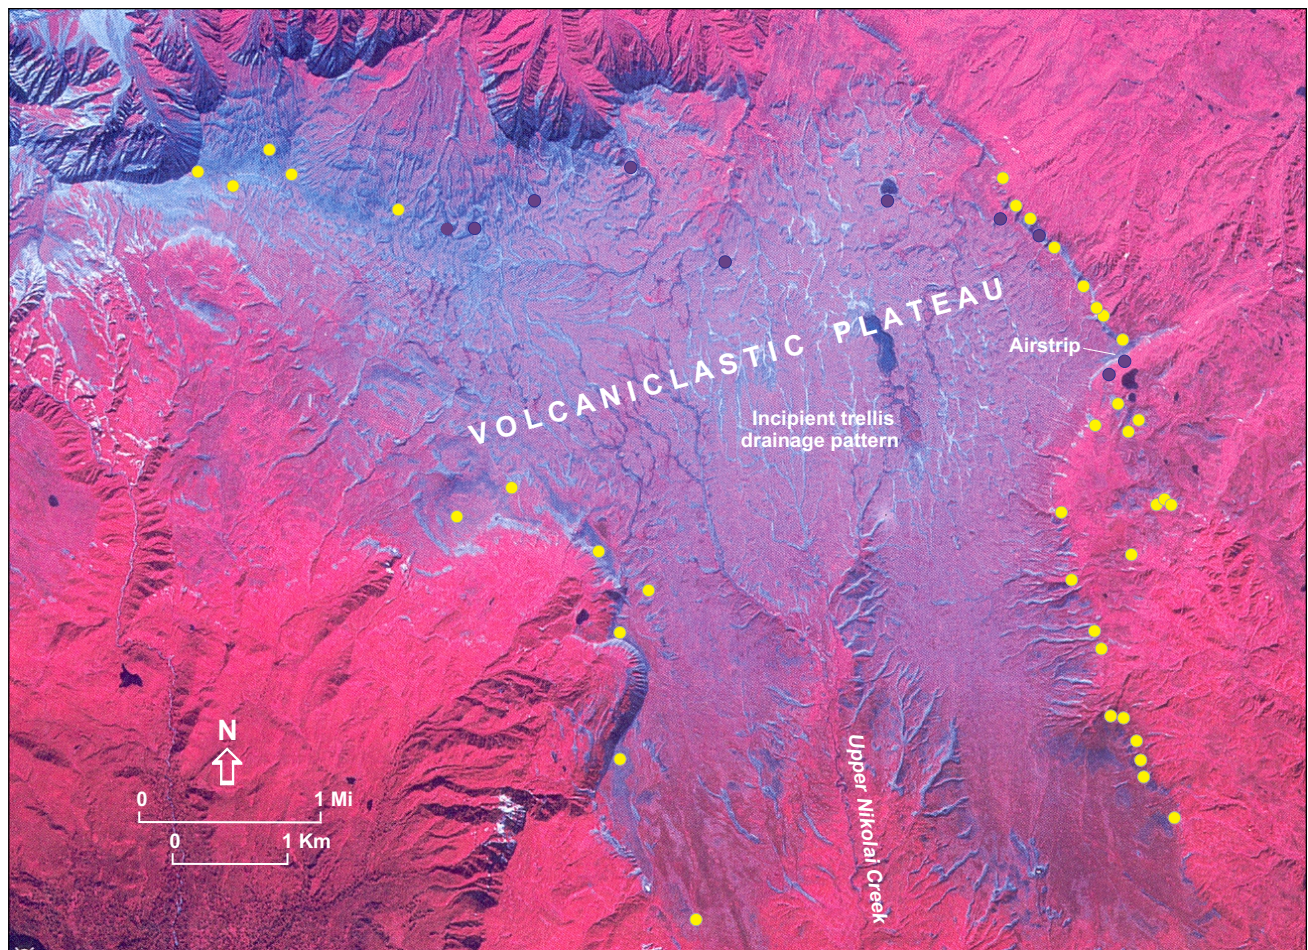 VOLCANICLASTIC PLATEAU
Airstrip
Incipient trellis
drainage pattern
Upper Nikolai Creek
N
0 1 Mi
0 1 Km